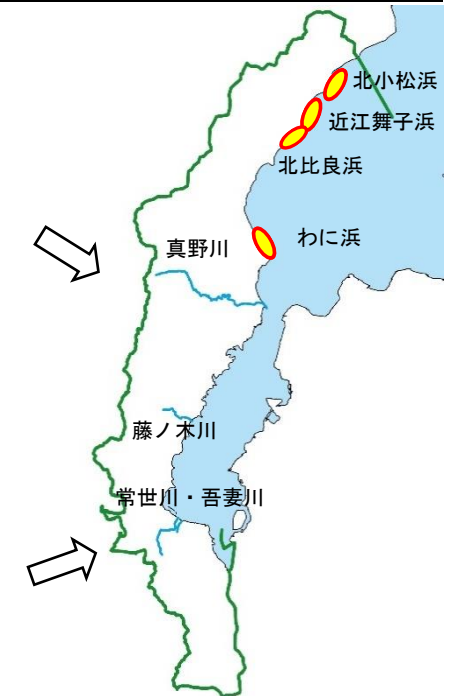 北小松浜
近江舞子浜
北比良浜
わに浜
真野川
藤ノ木川
常世川・吾妻川